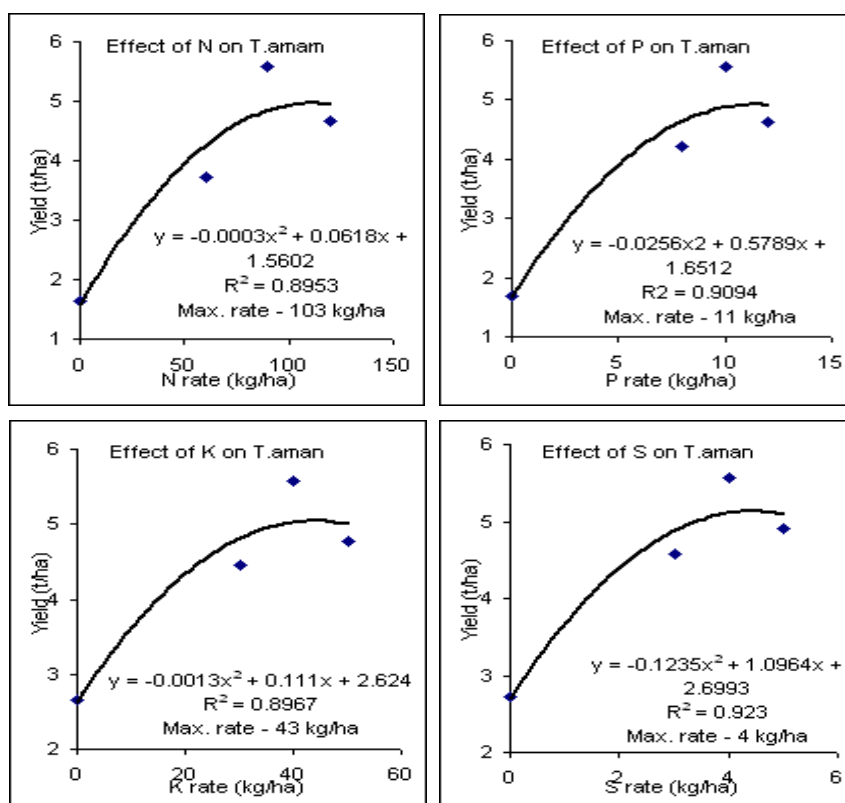 Effect of N on T.amam
6
5
4
3
2
1
Yield (t/ha)
y = -0.0003x² + 0.0618x +
1.5602
R² = 0.8953
Max. rate - 103 kg/ha
0 50 100 150
N rate (kg/ha)
Effect of P on T.aman
6
5
4
3
2
1
Yield (t/ha)
y = -0.0256x2 + 0.5789x +
1.6512
R2 = 0.9094
Max. rate - 11 kg/ha
0 5 10 15
P rate (kg/ha)
Effect of K on T.aman
6
5
4
3
2
Yield (t/ha)
y = -0.0013x² + 0.111x + 2.624
R² = 0.8967
Max. rate - 43 kg/ha
0 20 40 60
K rate (kg/ha)
Effect of S on T.aman
6
5
4
3
2
Yield (t/ha)
y = -0.1235x² + 1.0964x +
2.6993
R² = 0.923
Max. rate - 4 kg/ha
0 2 4 6
S rate (kg/ha)